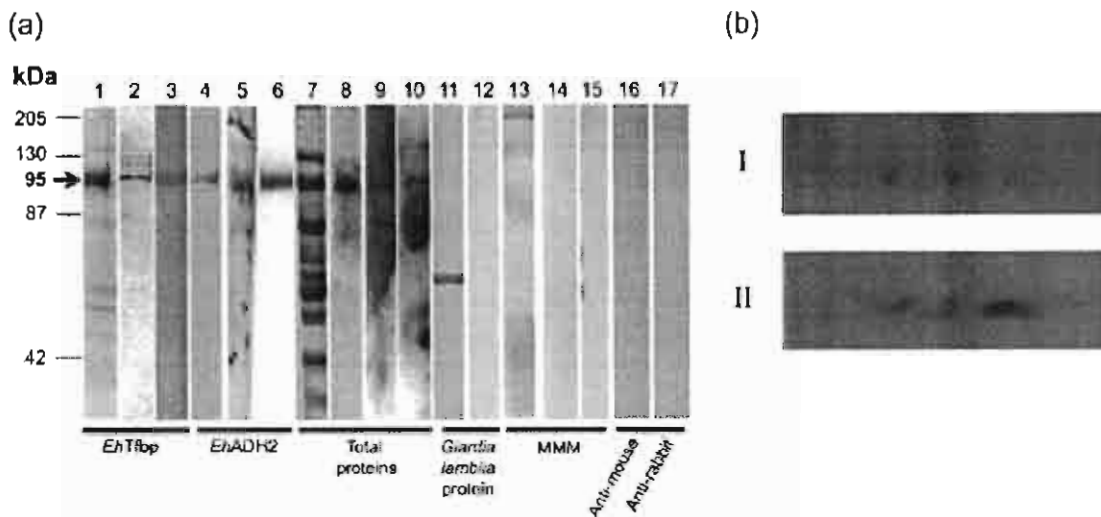 (a)
(b)
kDa
1 2 3 4 5 6 7 8 9 10 11 12 13 14 15 16 17
205
130
95
87
42
I
II
EhTfbp
EhADH2
Total
proteins
Giardia
lamblia
protein
MMM
Anti-mouse
Anti-rabbit